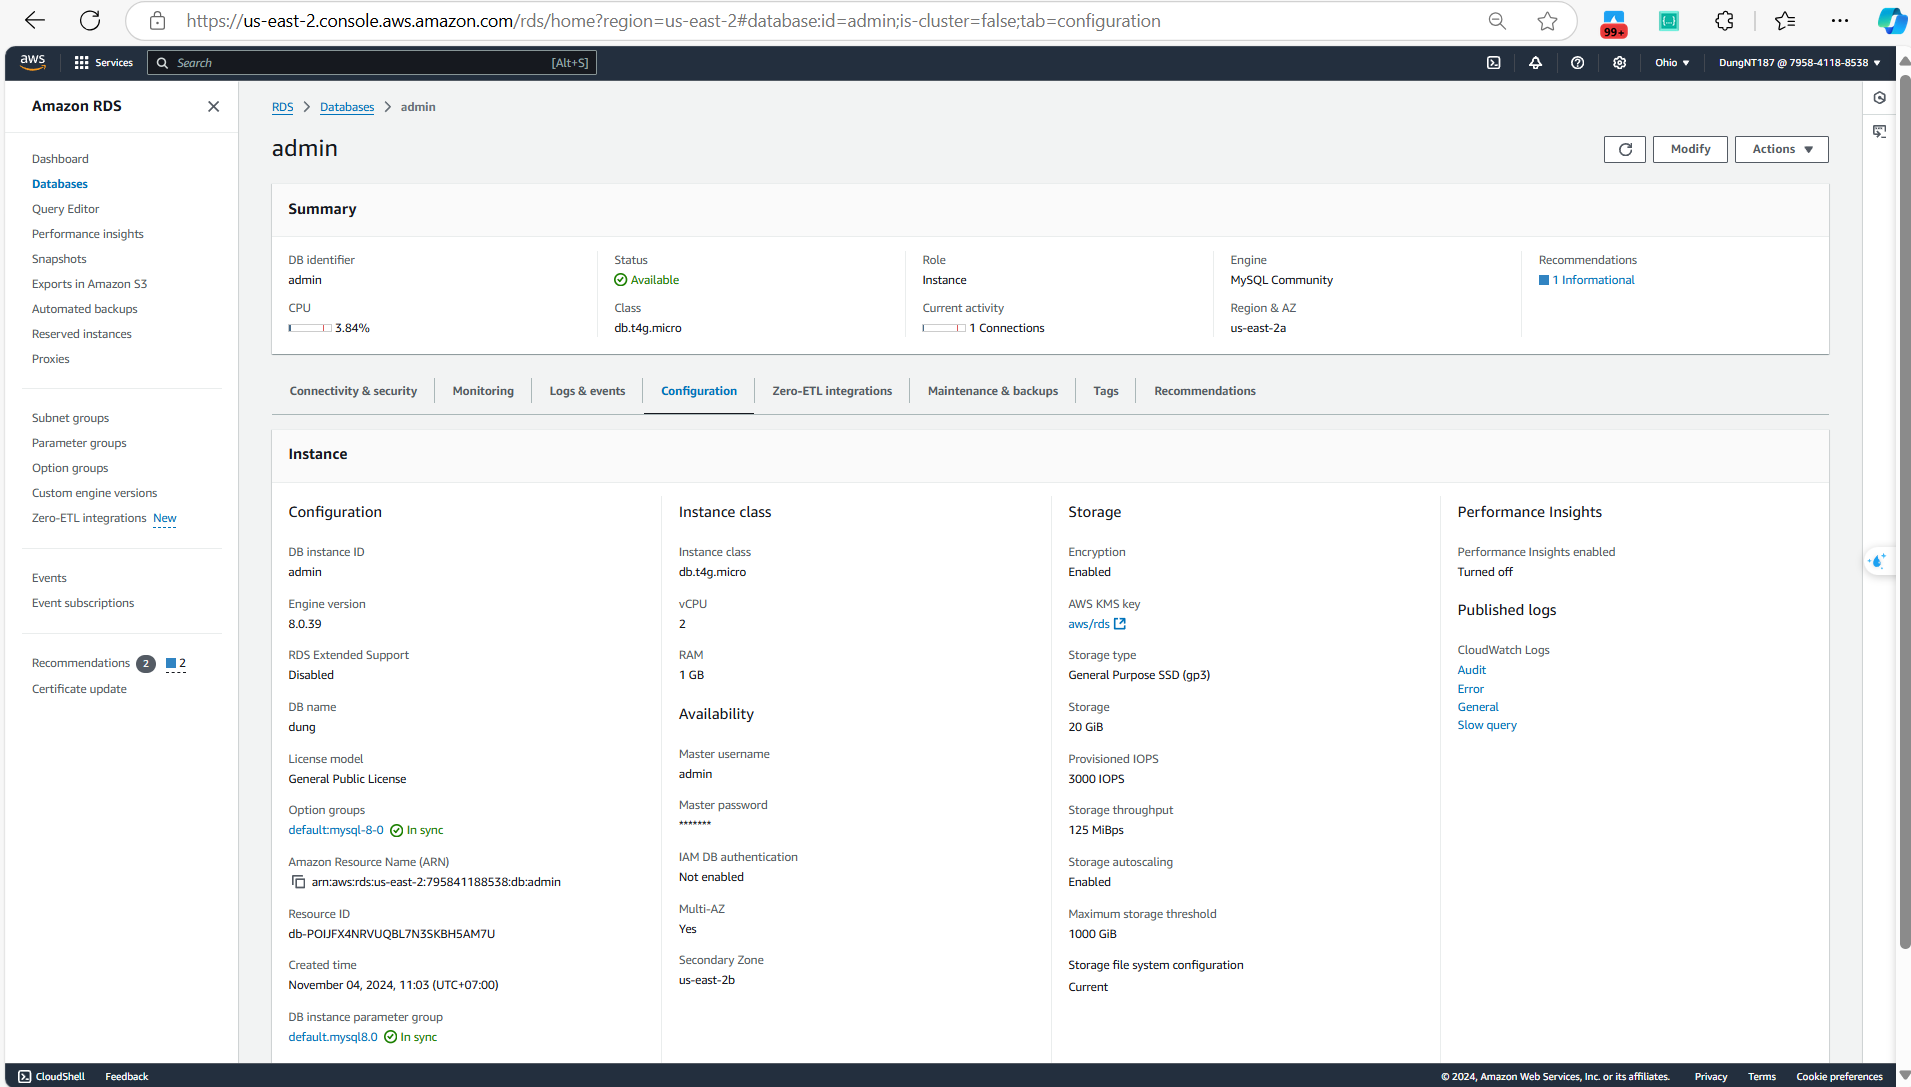 https://us-east-2.console.aws.amazon.com/rds/home?region=us-east-2#database:id=admin;is-cluster=false;tab=configuration
99+
aws
Services
Search
[Alt+S]
Ohio
DungNT187 @ 7958-4118-8538
Amazon RDS
Dashboard
Databases
Query Editor
Performance insights
Snapshots
Exports in Amazon S3
Automated backups
Reserved instances
Proxies
Subnet groups
Parameter groups
Option groups
Custom engine versions
Zero-ETL integrations New
Events
Event subscriptions
Recommendations 2 2
Certificate update
RDS > Databases > admin
admin
Modify
Actions
Summary
DB identifier
admin
CPU
3.84%
Status
Available
Class
db.t4g.micro
Role
Instance
Current activity
1 Connections
Engine
MySQL Community
Region & AZ
us-east-2a
Recommendations
1 Informational
Connectivity & security
Monitoring
Logs & events
Configuration
Zero-ETL integrations
Maintenance & backups
Tags
Recommendations
Instance
Configuration
DB instance ID
admin
Engine version
8.0.39
RDS Extended Support
Disabled
DB name
dung
License model
General Public License
Option groups
default:mysql-8-0 In sync
Amazon Resource Name (ARN)
arn:aws:rds:us-east-2:795841188538:db:admin
Resource ID
db-POIJFX4NRVUQBL7N3SKBH5AM7U
Created time
November 04, 2024, 11:03 (UTC+07:00)
DB instance parameter group
default.mysql8.0 In sync
Instance class
Instance class
db.t4g.micro
vCPU
2
RAM
1 GB
Availability
Master username
admin
Master password
*******
IAM DB authentication
Not enabled
Multi-AZ
Yes
Secondary Zone
us-east-2b
Storage
Encryption
Enabled
AWS KMS key
aws/rds
Storage type
General Purpose SSD (gp3)
Storage
20 GiB
Provisioned IOPS
3000 IOPS
Storage throughput
125 MiBps
Storage autoscaling
Enabled
Maximum storage threshold
1000 GiB
Storage file system configuration
Current
Performance Insights
Performance Insights enabled
Turned off
Published logs
CloudWatch Logs
Audit
Error
General
Slow query
CloudShell
Feedback
© 2024, Amazon Web Services, Inc. or its affiliates.
Privacy
Terms
Cookie preferences